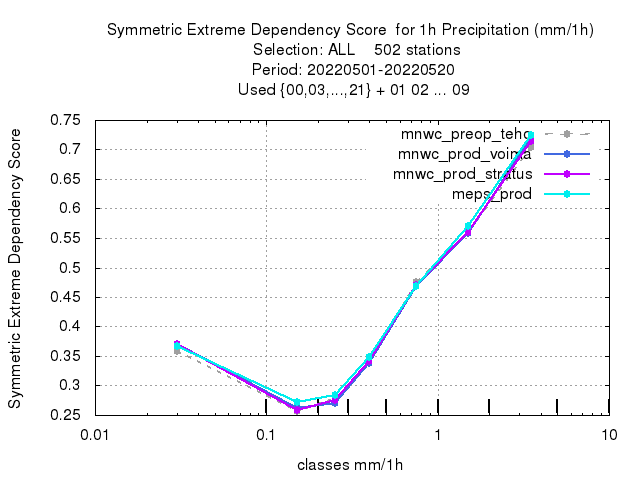 Symmetric Extreme Dependency Score  for 1h Precipitation (mm/1h)
Selection: ALL    502 stations
Period: 20220501-20220520
Used {00,03,...,21} + 01 02 ... 09
Symmetric Extreme Dependency Score
0.75
0.7
0.65
0.6
0.55
0.5
0.45
0.4
0.35
0.3
0.25
mnwc_preop_teho
mnwc_prod_voima
mnwc_prod_stratus
meps_prod
0.01 0.1 1 10
classes mm/1h